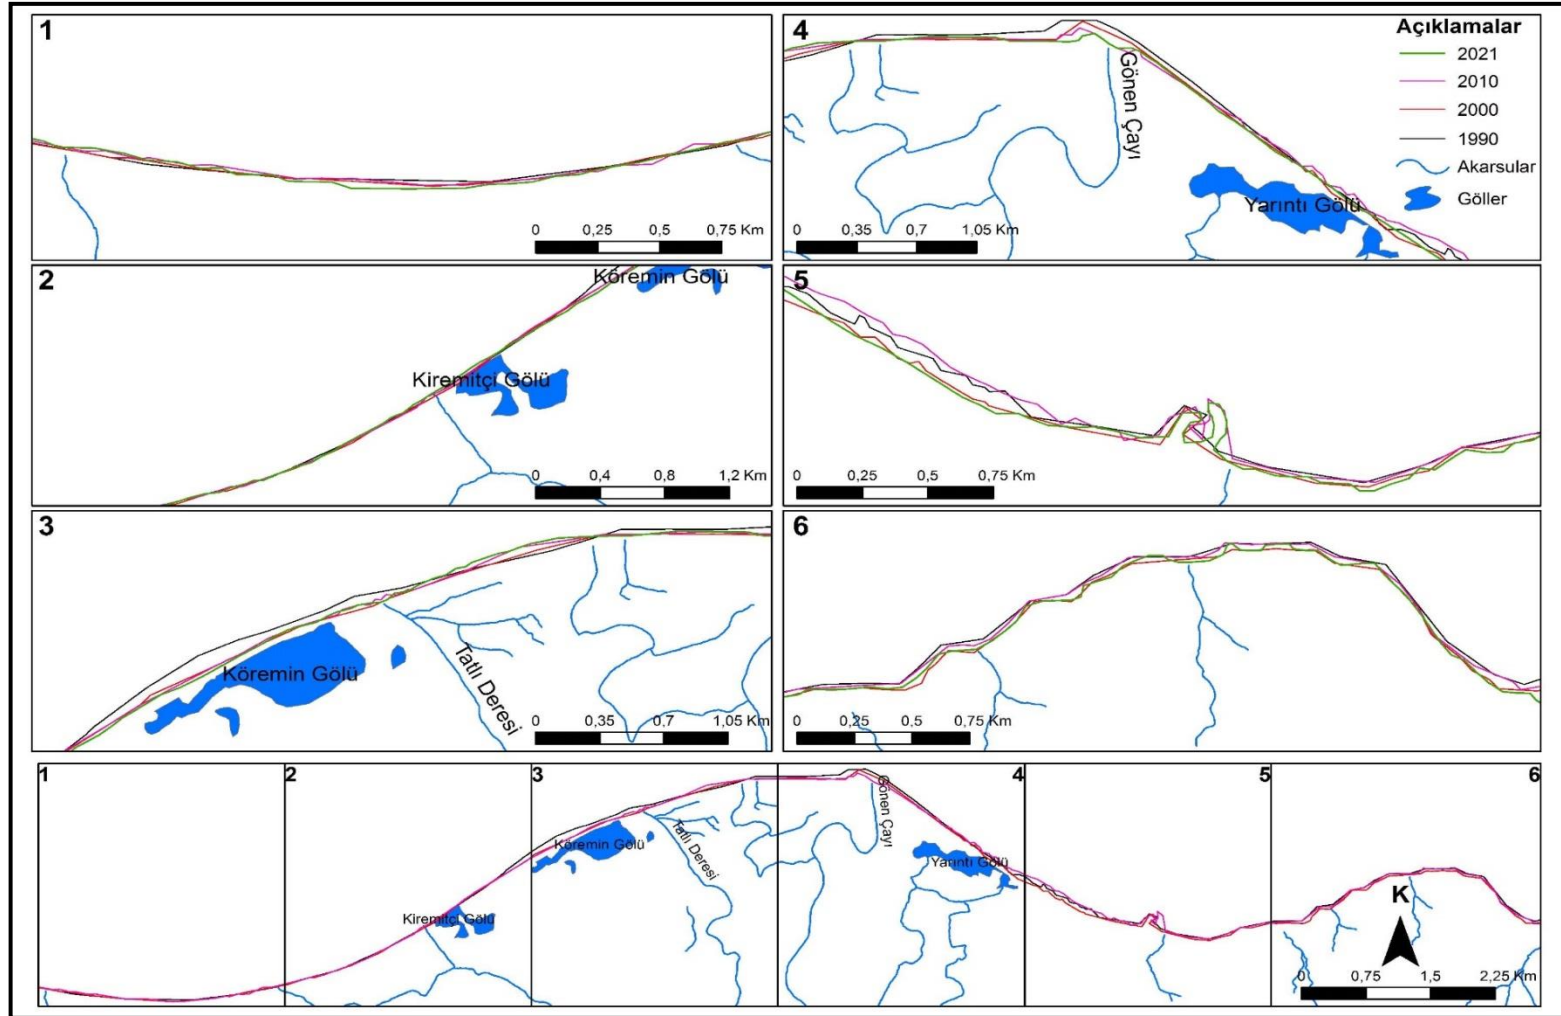 1
0 0,25 0,5 0,75 Km
4
Gönen Çayı
Yarıntı Gölü
0 0,35 0,7 1,05 Km
Açıklamalar
2021
2010
2000
1990
Akarsular
Göller
2
Köremin Gölü
Kiremitçi Gölü
0 0,4 0,8 1,2 Km
5
0 0,25 0,5 0,75 Km
3
Köremin Gölü
Tatlı Deresi
0 0,35 0,7 1,05 Km
6
0 0,25 0,5 0,75 Km
1 2 3 4 5 6
Köremin Gölü
Tatlı Deresi
Gönen Çayı
Yarıntı Gölü
Kiremitçi Gölü
K
0 0,75 1,5 2,25 Km